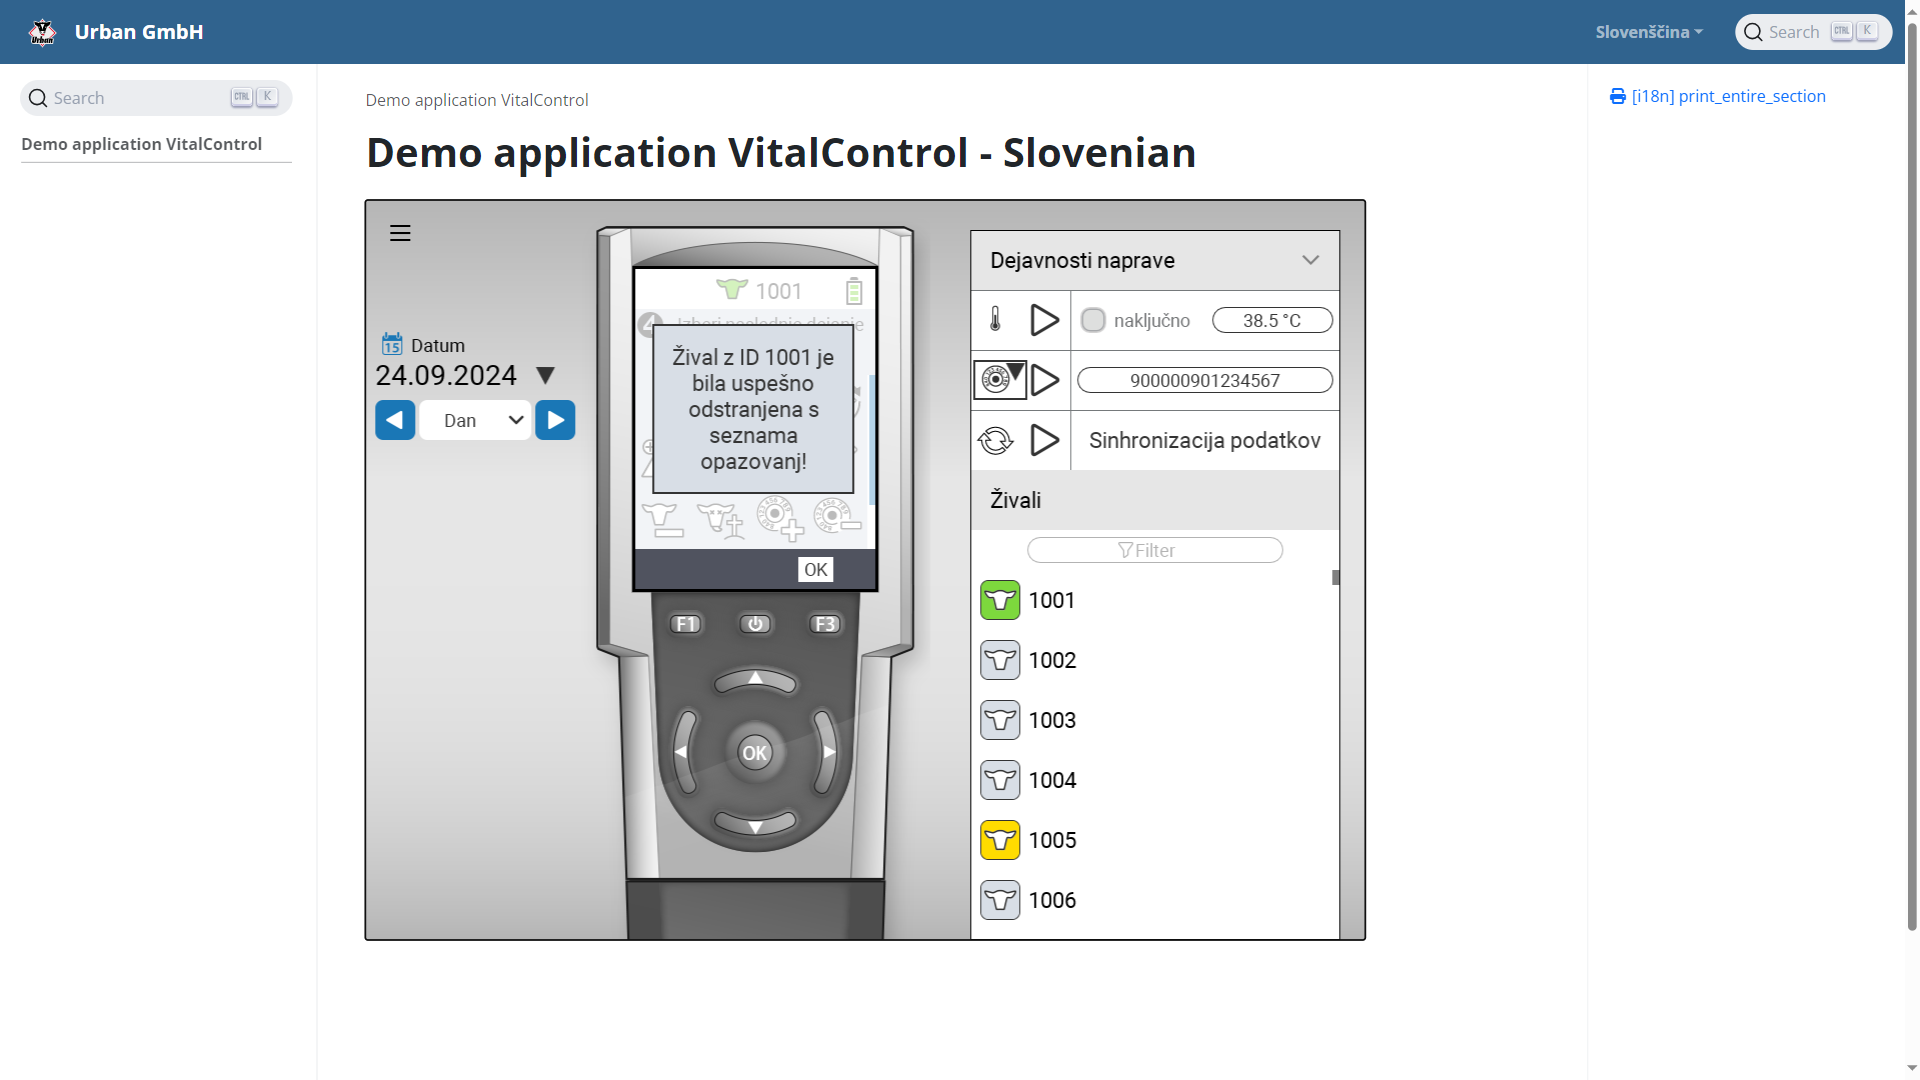 Urban GmbH
Slovenščina
Search CTRL K
Search CTRL K
Demo application VitalControl
Demo application VitalControl
Demo application VitalControl - Slovenian
[i18n] print_entire_section
15 Datum
24.09.2024
Dan
1001
4 Izberi poslednje dejanje
Žival z ID 1001 je
bila uspešno
odstranjena s
seznama
opazovanj!
OK
F1
F3
OK
Dejavnosti naprave
naključno
38.5 °C
900000901234567
Sinhronizacija podatkov
Živali
Filter
1001
1002
1003
1004
1005
1006